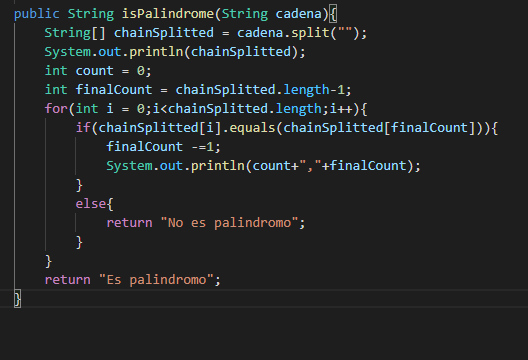 public String isPalindrome(String cadena){
    String[] chainSplitted = cadena.split("");
    System.out.println(chainSplitted);
    int count = 0;
    int finalCount = chainSplitted.length-1;
    for(int i = 0;i<chainSplitted.length;i++){
        if(chainSplitted[i].equals(chainSplitted[finalCount])){
            finalCount -=1;
            System.out.println(count+","+finalCount);
        }
        else{
            return "No es palindromo";
        }
    }
    return "Es palindromo";
}